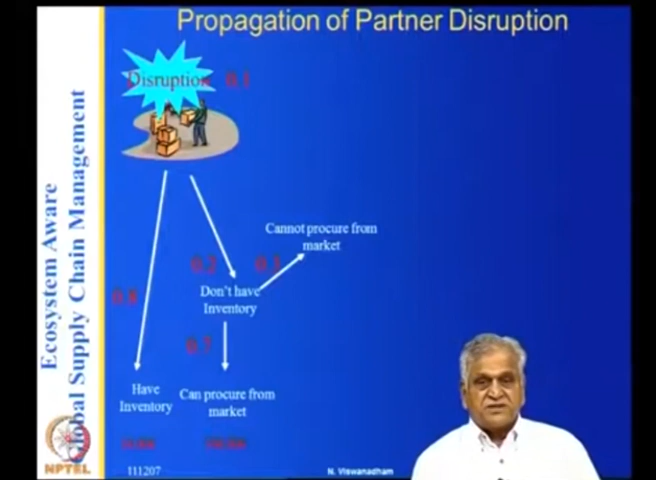 Propagation of Partner Disruption
Disruption 0.1
Cannot procure from
market
0.2
0.3
Don't have
Inventory
0.8
0.7
Have
Inventory
Can procure from
market
Ecosystem Aware
Global Supply Chain Management
NPTEL
111207
N. Viswanadham